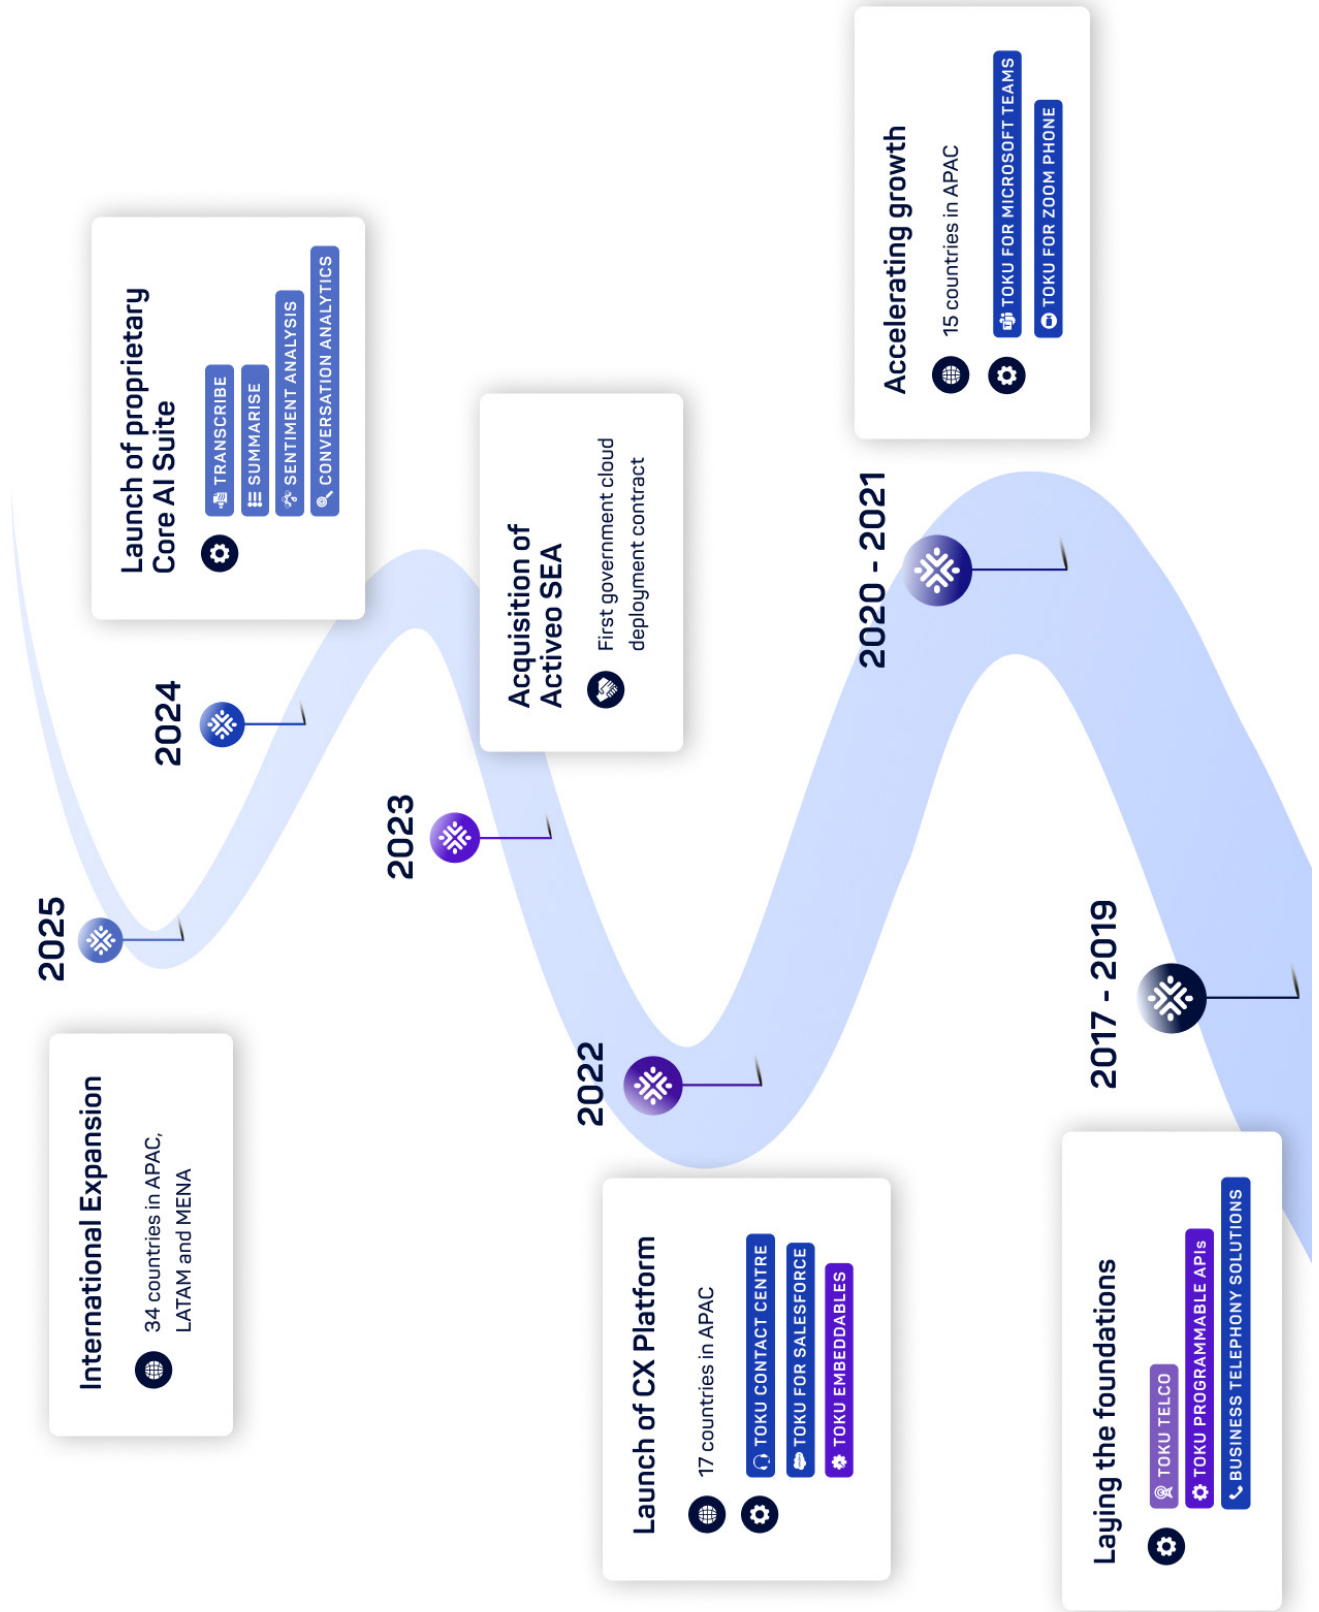 2017 - 2019
Laying the foundations
TOKU TELCO
TOKU PROGRAMMABLE APIs
BUSINESS TELEPHONY SOLUTIONS
2020 - 2021
Accelerating growth
15 countries in APAC
TOKU FOR MICROSOFT TEAMS
TOKU FOR ZOOM PHONE
2022
Launch of CX Platform
17 countries in APAC
TOKU CONTACT CENTRE
TOKU FOR SALESFORCE
TOKU EMBEDDABLES
2023
Acquisition of
Activeo SEA
First government cloud
deployment contract
2024
Launch of proprietary
Core AI Suite
TRANSCRIBE
SUMMARISE
SENTIMENT ANALYSIS
CONVERSATION ANALYTICS
2025
International Expansion
34 countries in APAC,
LATAM and MENA